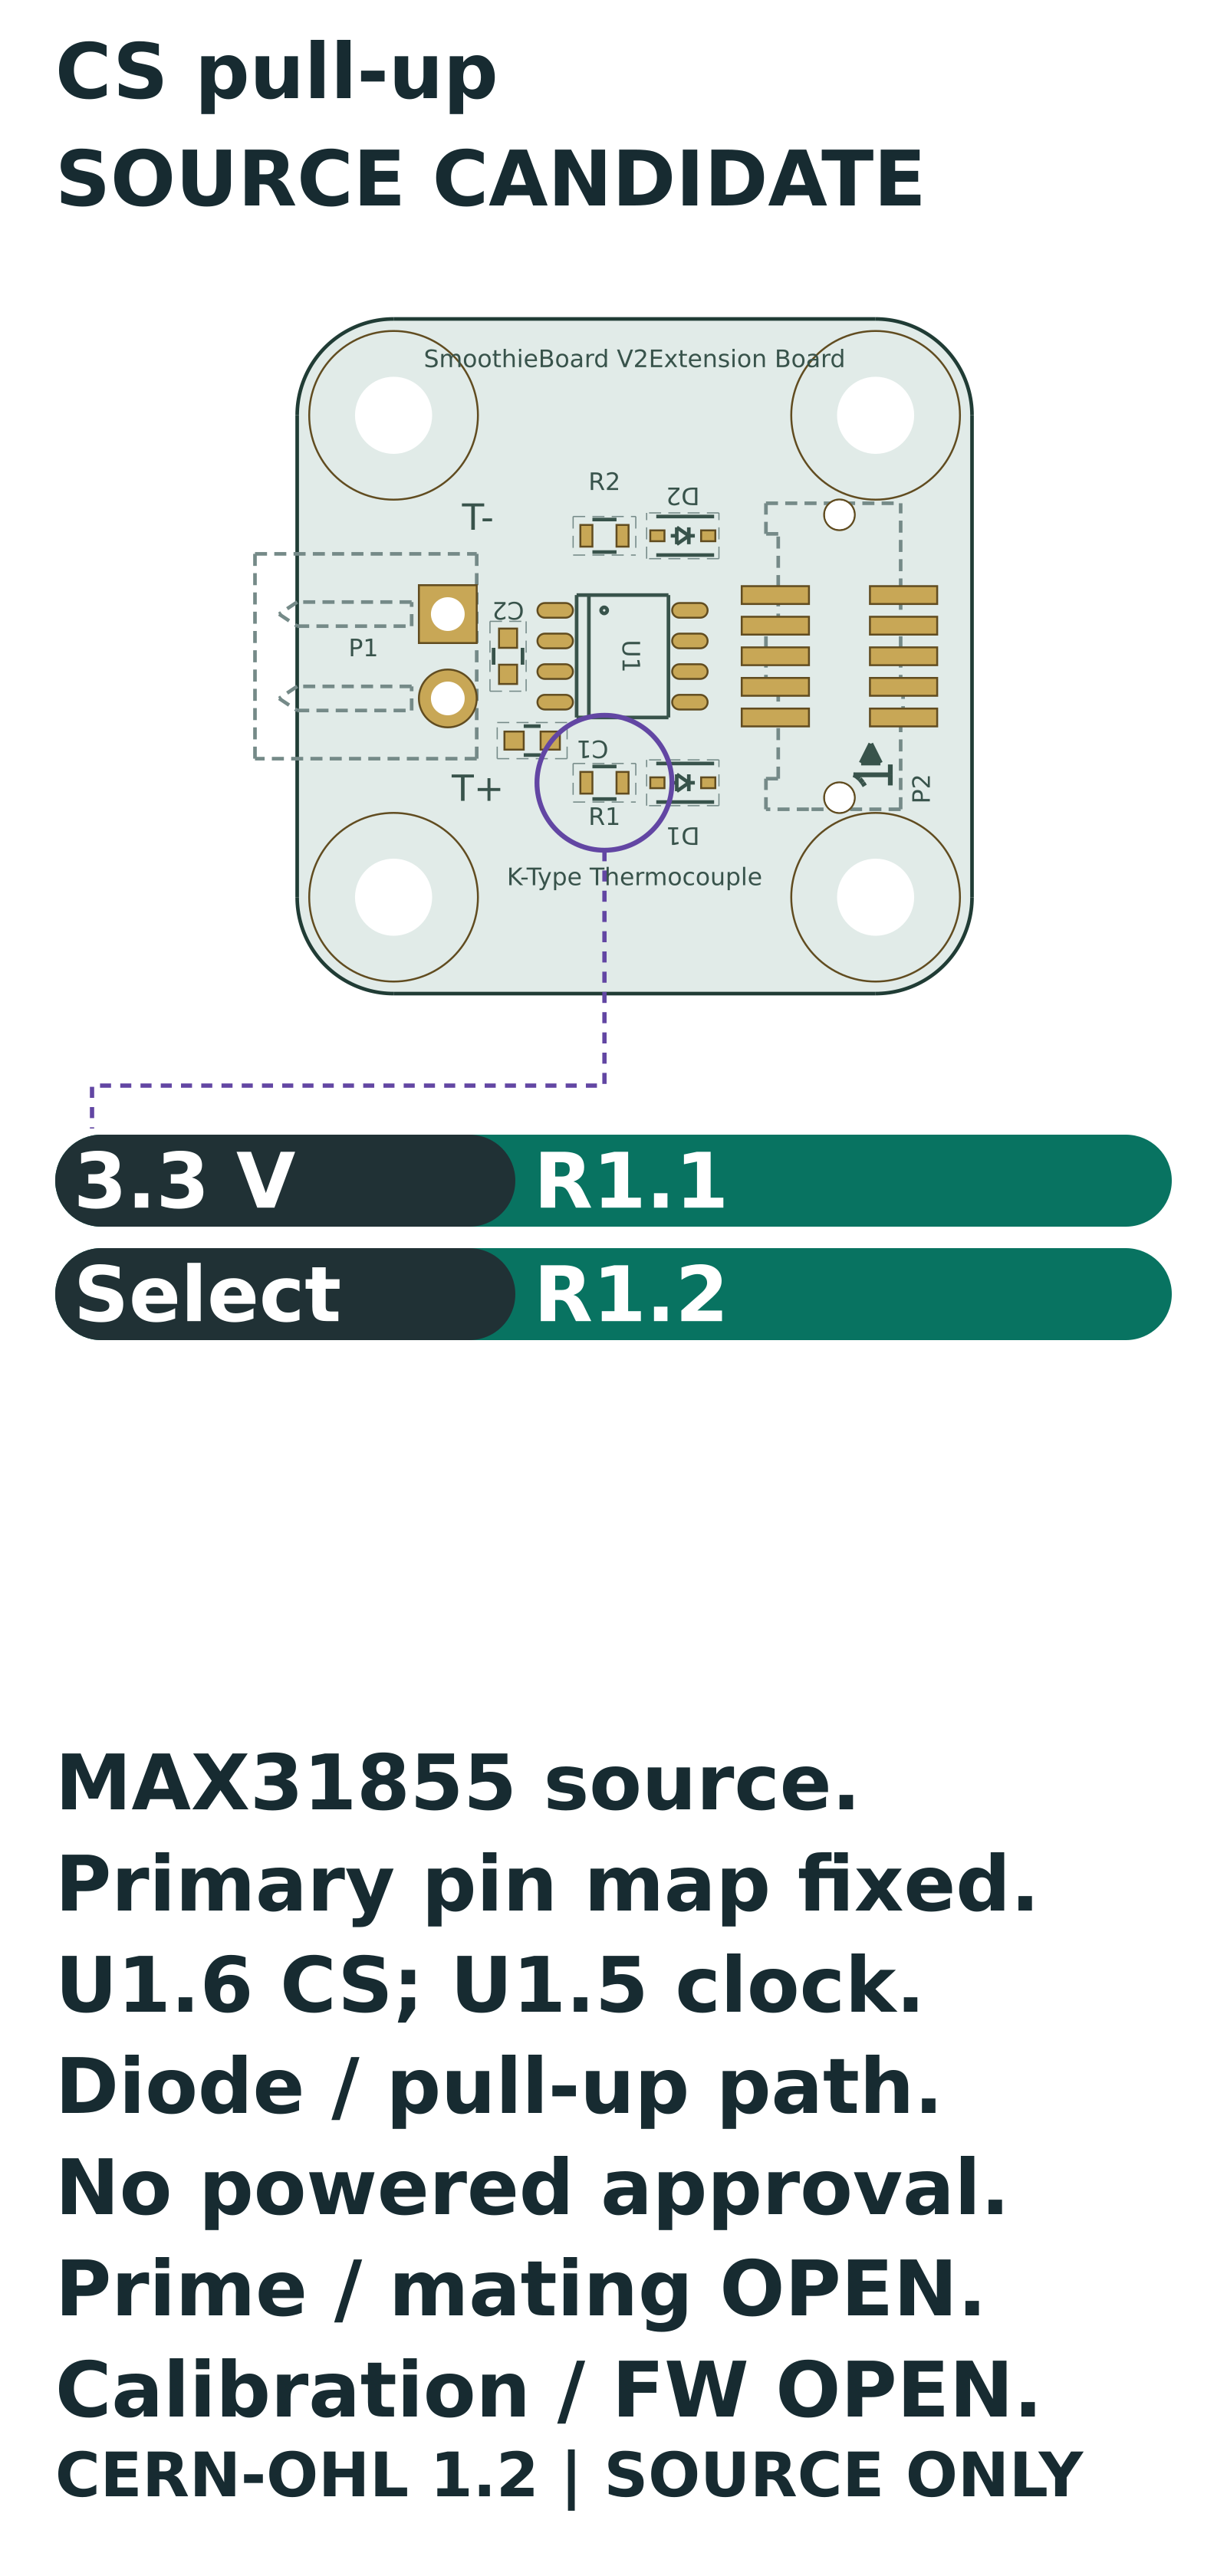 CS pull-up
SOURCE CANDIDATE
SmoothieBoard V2Extension Board
R2
D2
T-
C2
P1
U1
C1
T+
R1
D1
1
P2
K-Type Thermocouple
3.3 V R1.1
Select R1.2
MAX31855 source.
Primary pin map fixed.
U1.6 CS; U1.5 clock.
Diode / pull-up path.
No powered approval.
Prime / mating OPEN.
Calibration / FW OPEN.
CERN-OHL 1.2 | SOURCE ONLY